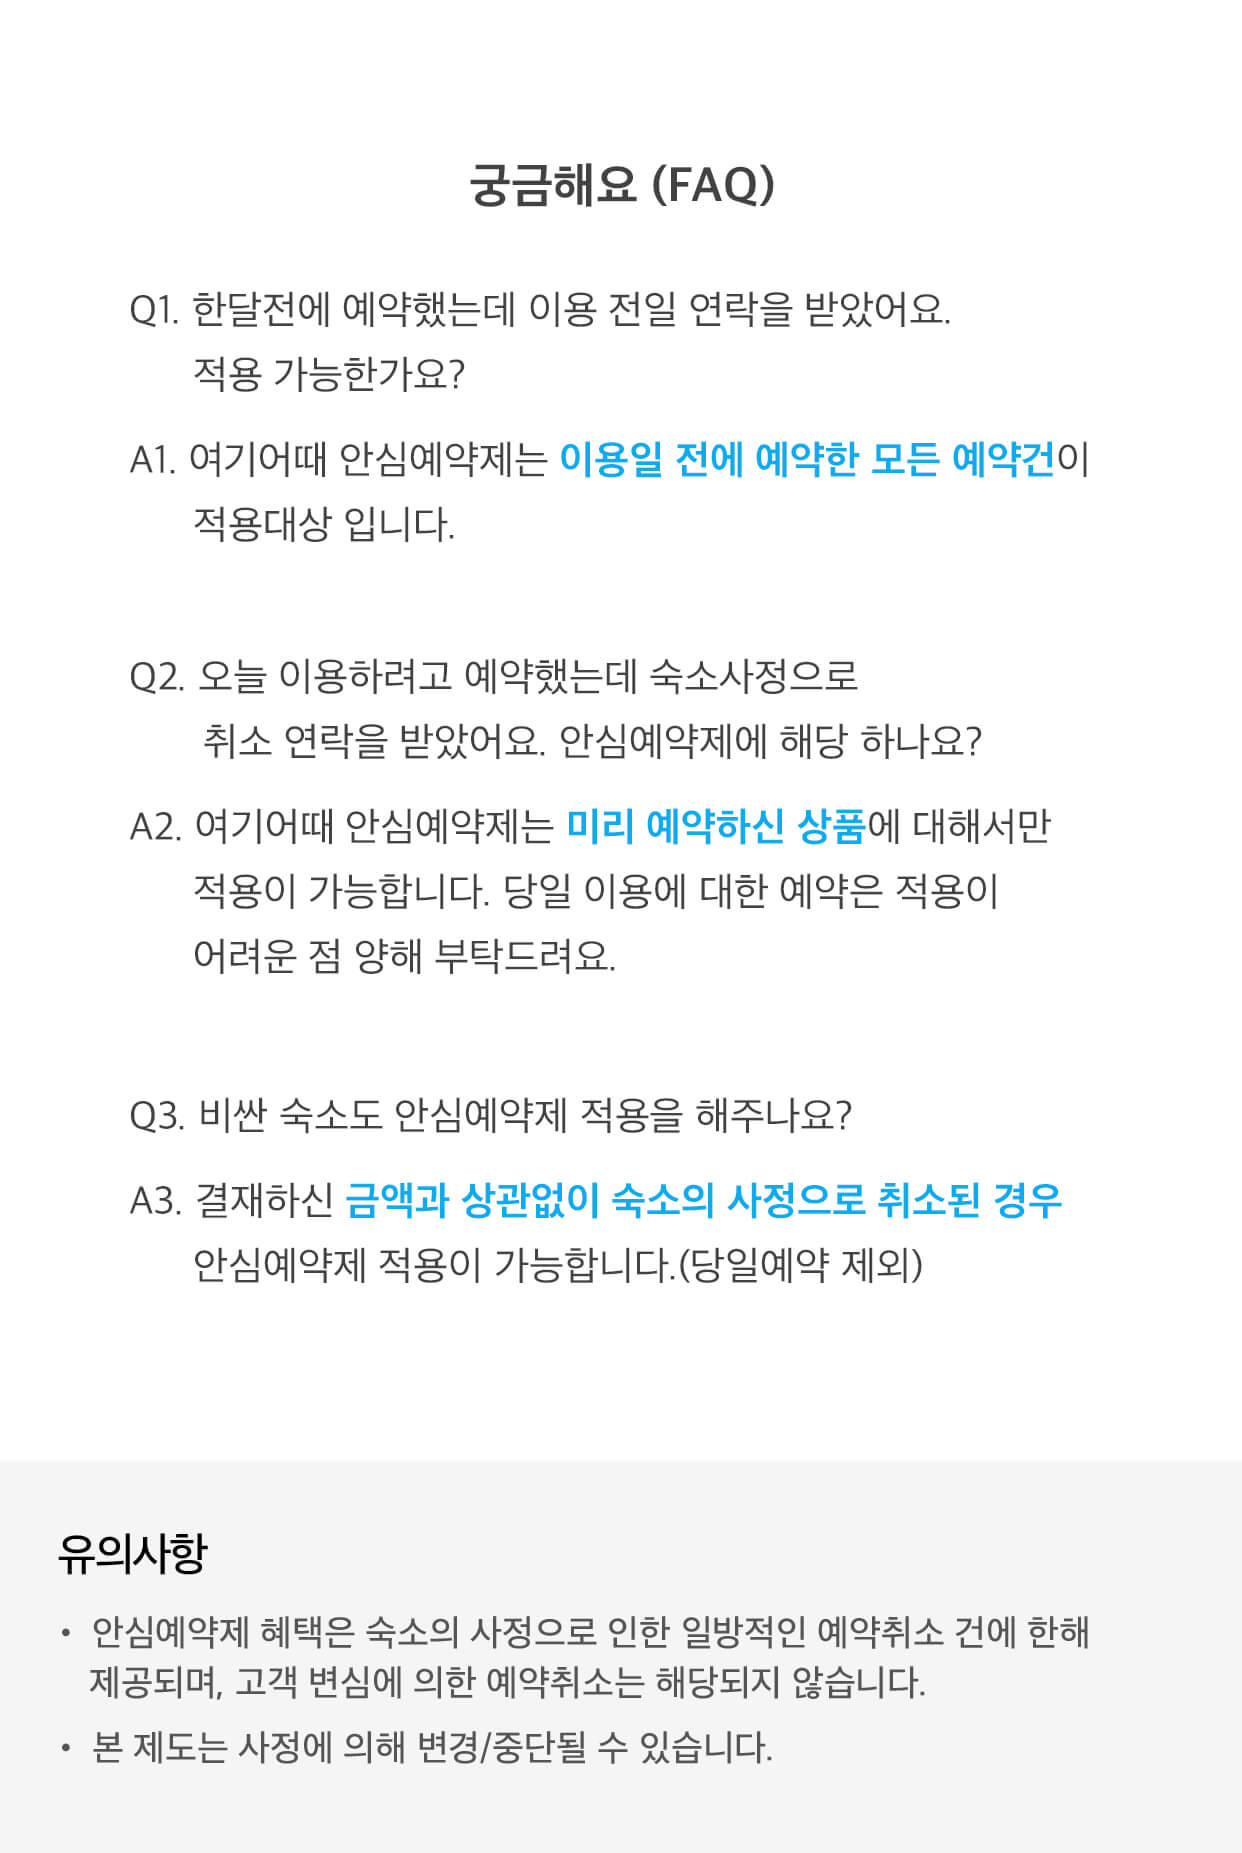 궁금해요 (FAQ)
Q1. 한달전에 예약했는데 이용 전일 연락을 받았어요.
적용 가능한가요?
A1. 여기어때 안심예약제는 이용일 전에 예약한 모든 예약건이
적용대상 입니다.
Q2. 오늘 이용하려고 예약했는데 숙소사정으로
취소 연락을 받았어요. 안심예약제에 해당 하나요?
A2. 여기어때 안심예약제는 미리 예약하신 상품에 대해서만
적용이 가능합니다. 당일 이용에 대한 예약은 적용이
어려운 점 양해 부탁드려요.
Q3. 비싼 숙소도 안심예약제 적용을 해주나요?
A3. 결재하신 금액과 상관없이 숙소의 사정으로 취소된 경우
안심예약제 적용이 가능합니다.(당일예약 제외)
유의사항
• 안심예약제 혜택은 숙소의 사정으로 인한 일방적인 예약취소 건에 한해
제공되며, 고객 변심에 의한 예약취소는 해당되지 않습니다.
• 본 제도는 사정에 의해 변경/중단될 수 있습니다.